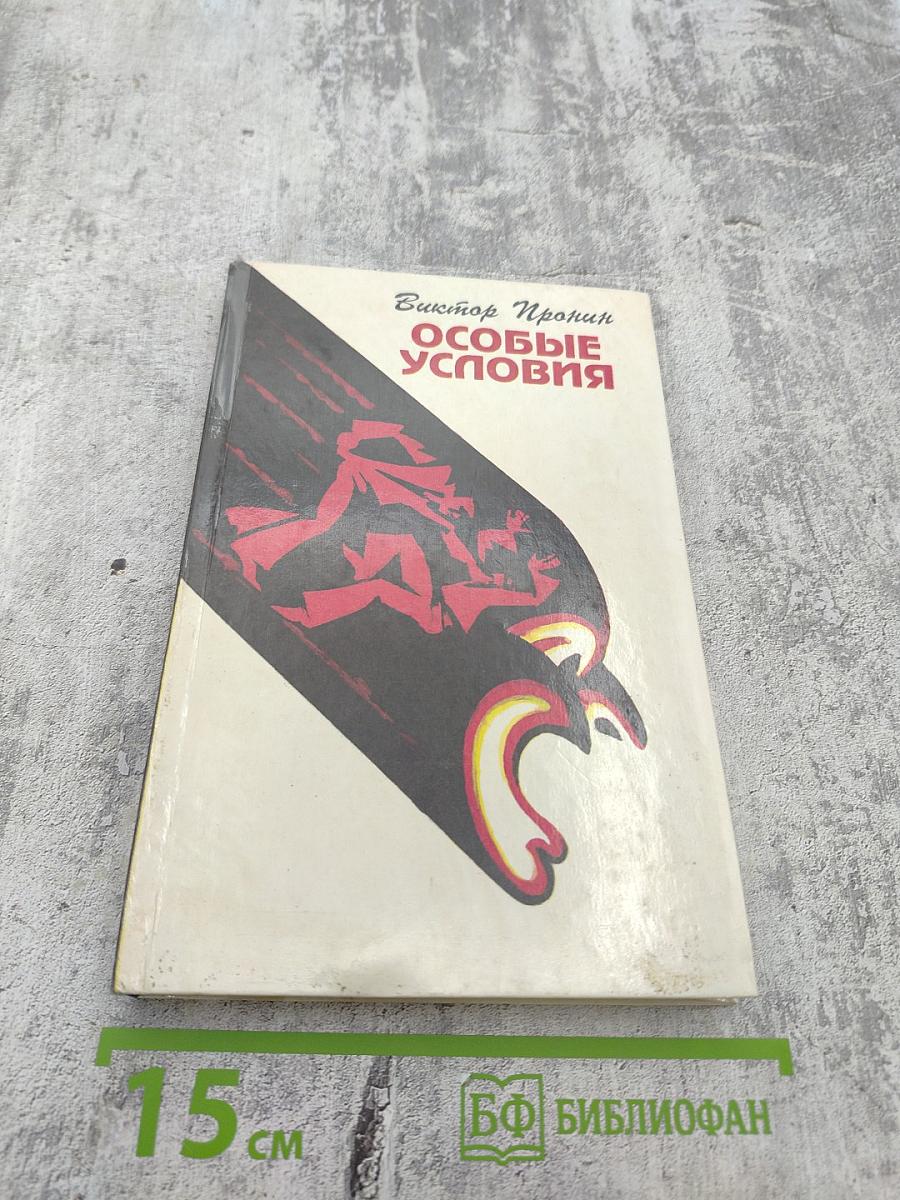 Виктор Пронин
ОСОБЫЕ
УСЛОВИЯ
15 см
БФ БИБЛИОФАН